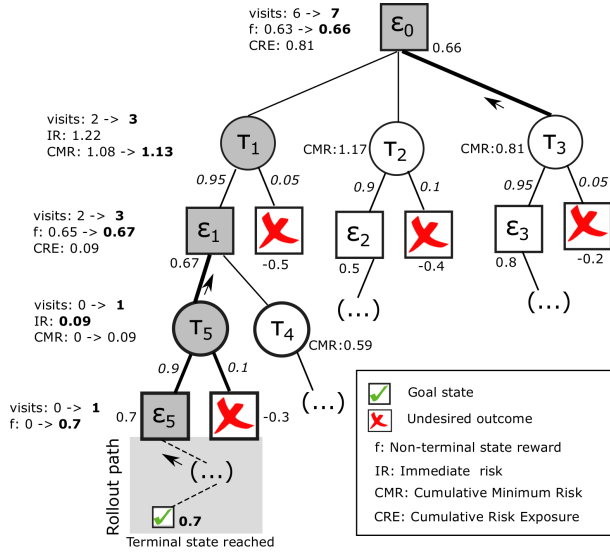 visits: 6 -> 7
f: 0.63 -> 0.66
CRE: 0.81
ε0
0.66
visits: 2 -> 3
IR: 1.22
CMR: 1.08 -> 1.13
τ1
CMR:1.17
τ2
CMR:0.81
τ3
0.95
0.05
0.9
0.1
0.95
0.05
visits: 2 -> 3
f: 0.65 -> 0.67
CRE: 0.09
ε1
ε2
ε3
0.67
-0.5
0.5
-0.4
0.8
-0.2
visits: 0 -> 1
IR: 0.09
CMR: 0 -> 0.09
τ5
τ4
CMR:0.59
(...)
(...)
0.9
0.1
(...)
visits: 0 -> 1
f: 0 -> 0.7
0.7
ε5
-0.3
Rollout path
(...)
0.7
Terminal state reached
Goal state
Undesired outcome
f: Non-terminal state reward
IR: Immediate risk
CMR: Cumulative Minimum Risk
CRE: Cumulative Risk Exposure